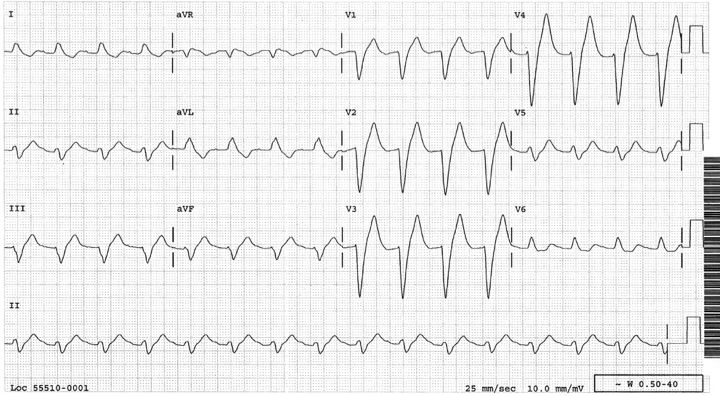 I aVR V1 V4
II aVL V2 V5
III aVF V3 V6
II
Loc 55510-0001 25 mm/sec 10.0 mm/mV ~ W 0.50-40